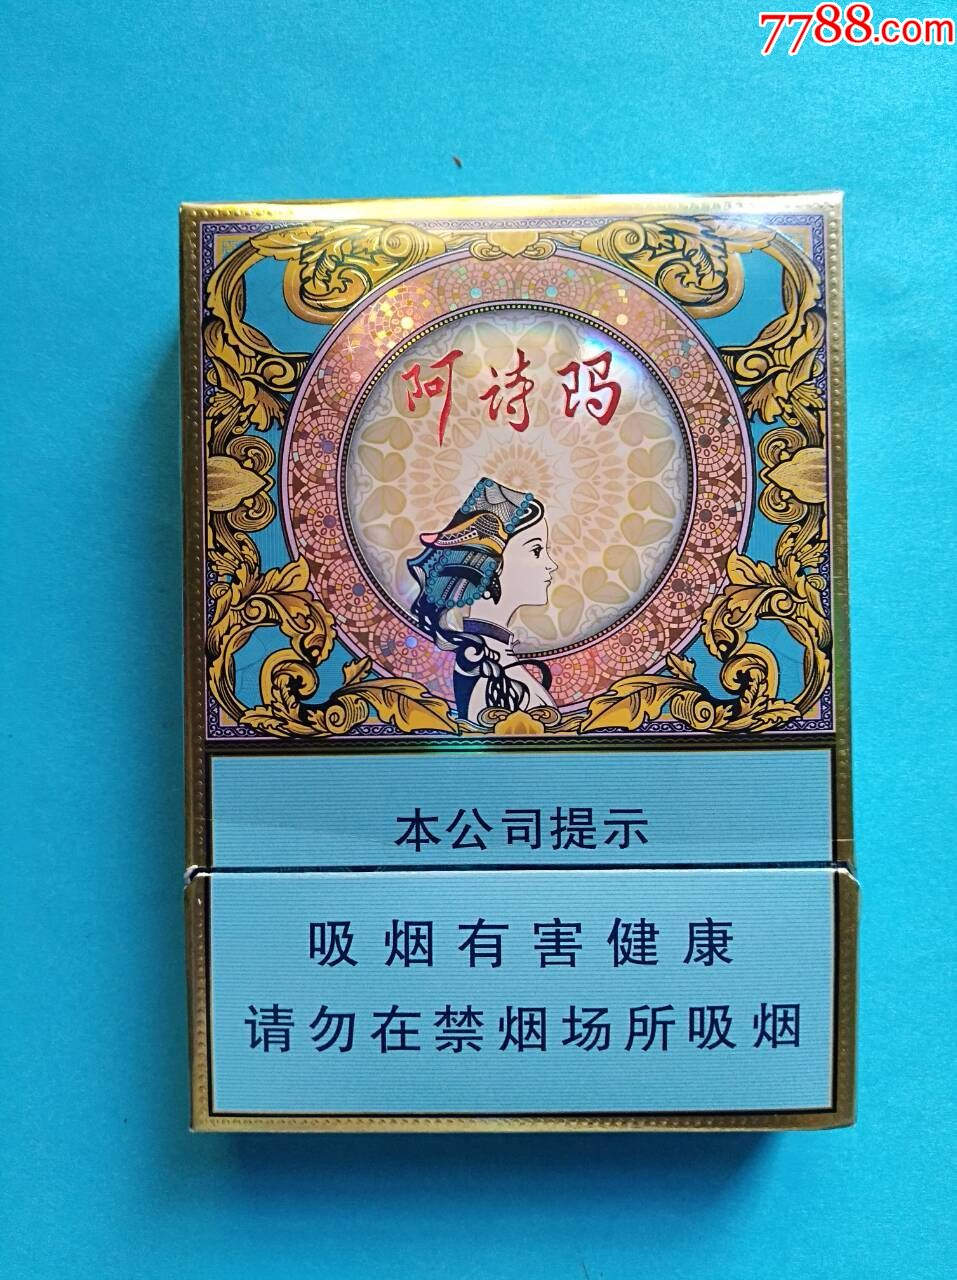 7788.com
阿诗玛
本公司提示
吸烟有害健康
请勿在禁烟场所吸烟